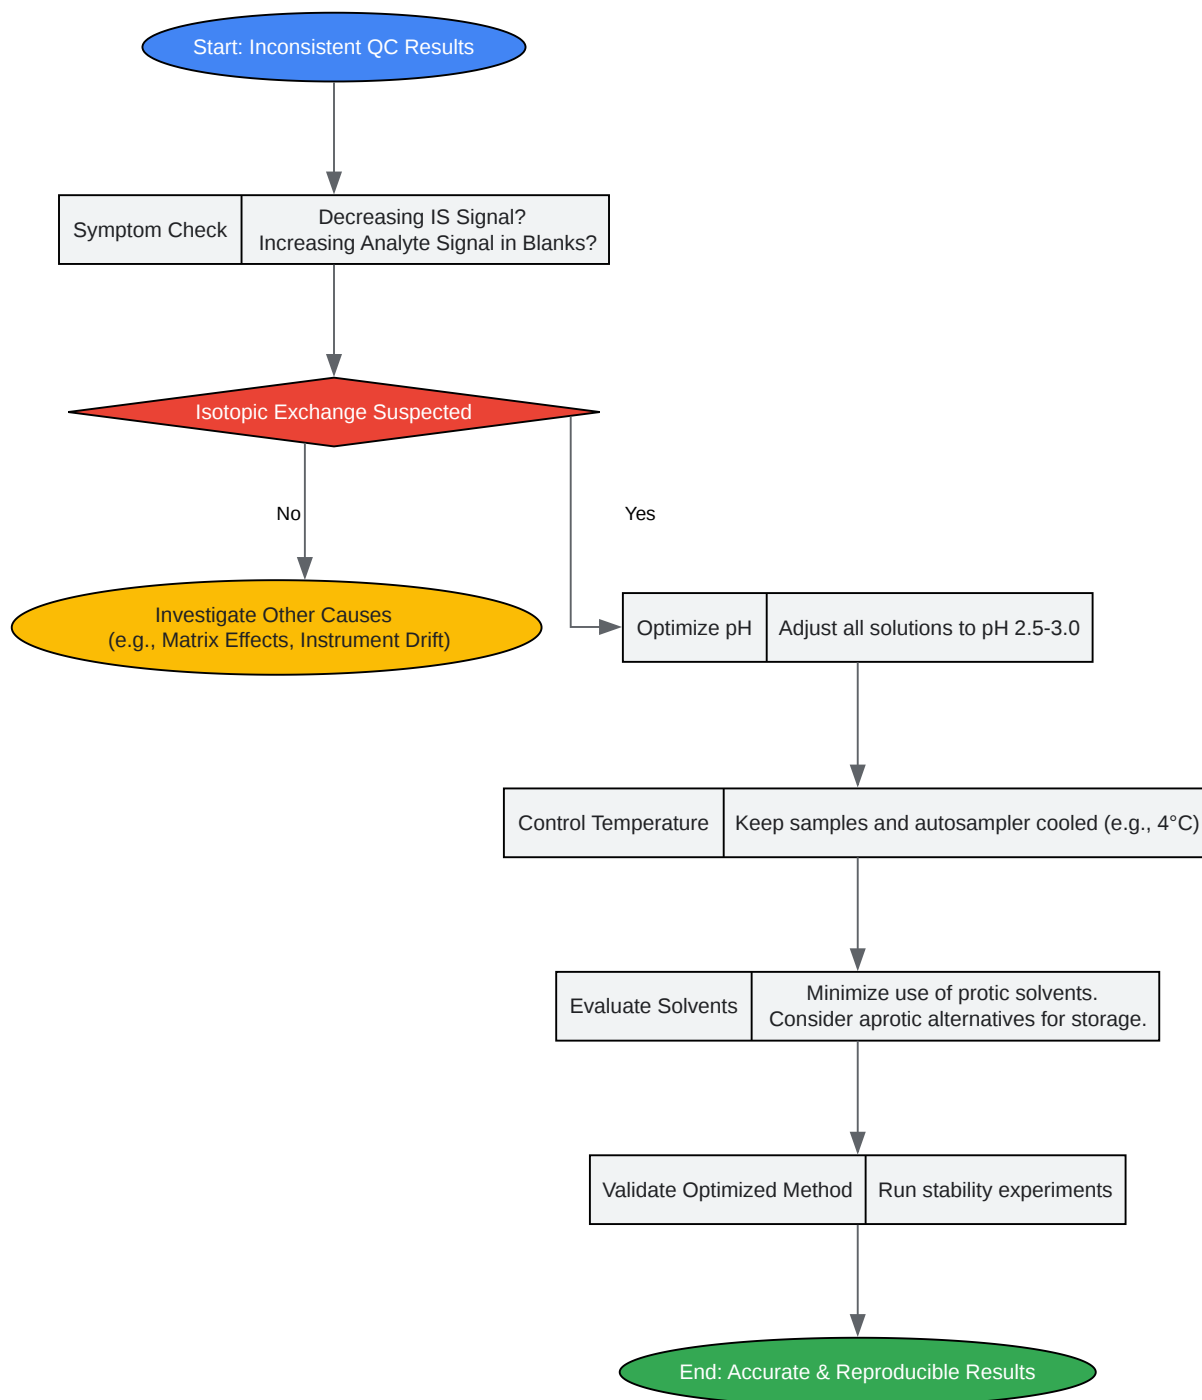 Start: Inconsistent QC Results
Symptom Check
Decreasing IS Signal?
Increasing Analyte Signal in Blanks?
Isotopic Exchange Suspected
No
Yes
Investigate Other Causes
(e.g., Matrix Effects, Instrument Drift)
Optimize pH
Adjust all solutions to pH 2.5-3.0
Control Temperature
Keep samples and autosampler cooled (e.g., 4°C)
Evaluate Solvents
Minimize use of protic solvents.
Consider aprotic alternatives for storage.
Validate Optimized Method
Run stability experiments
End: Accurate & Reproducible Results